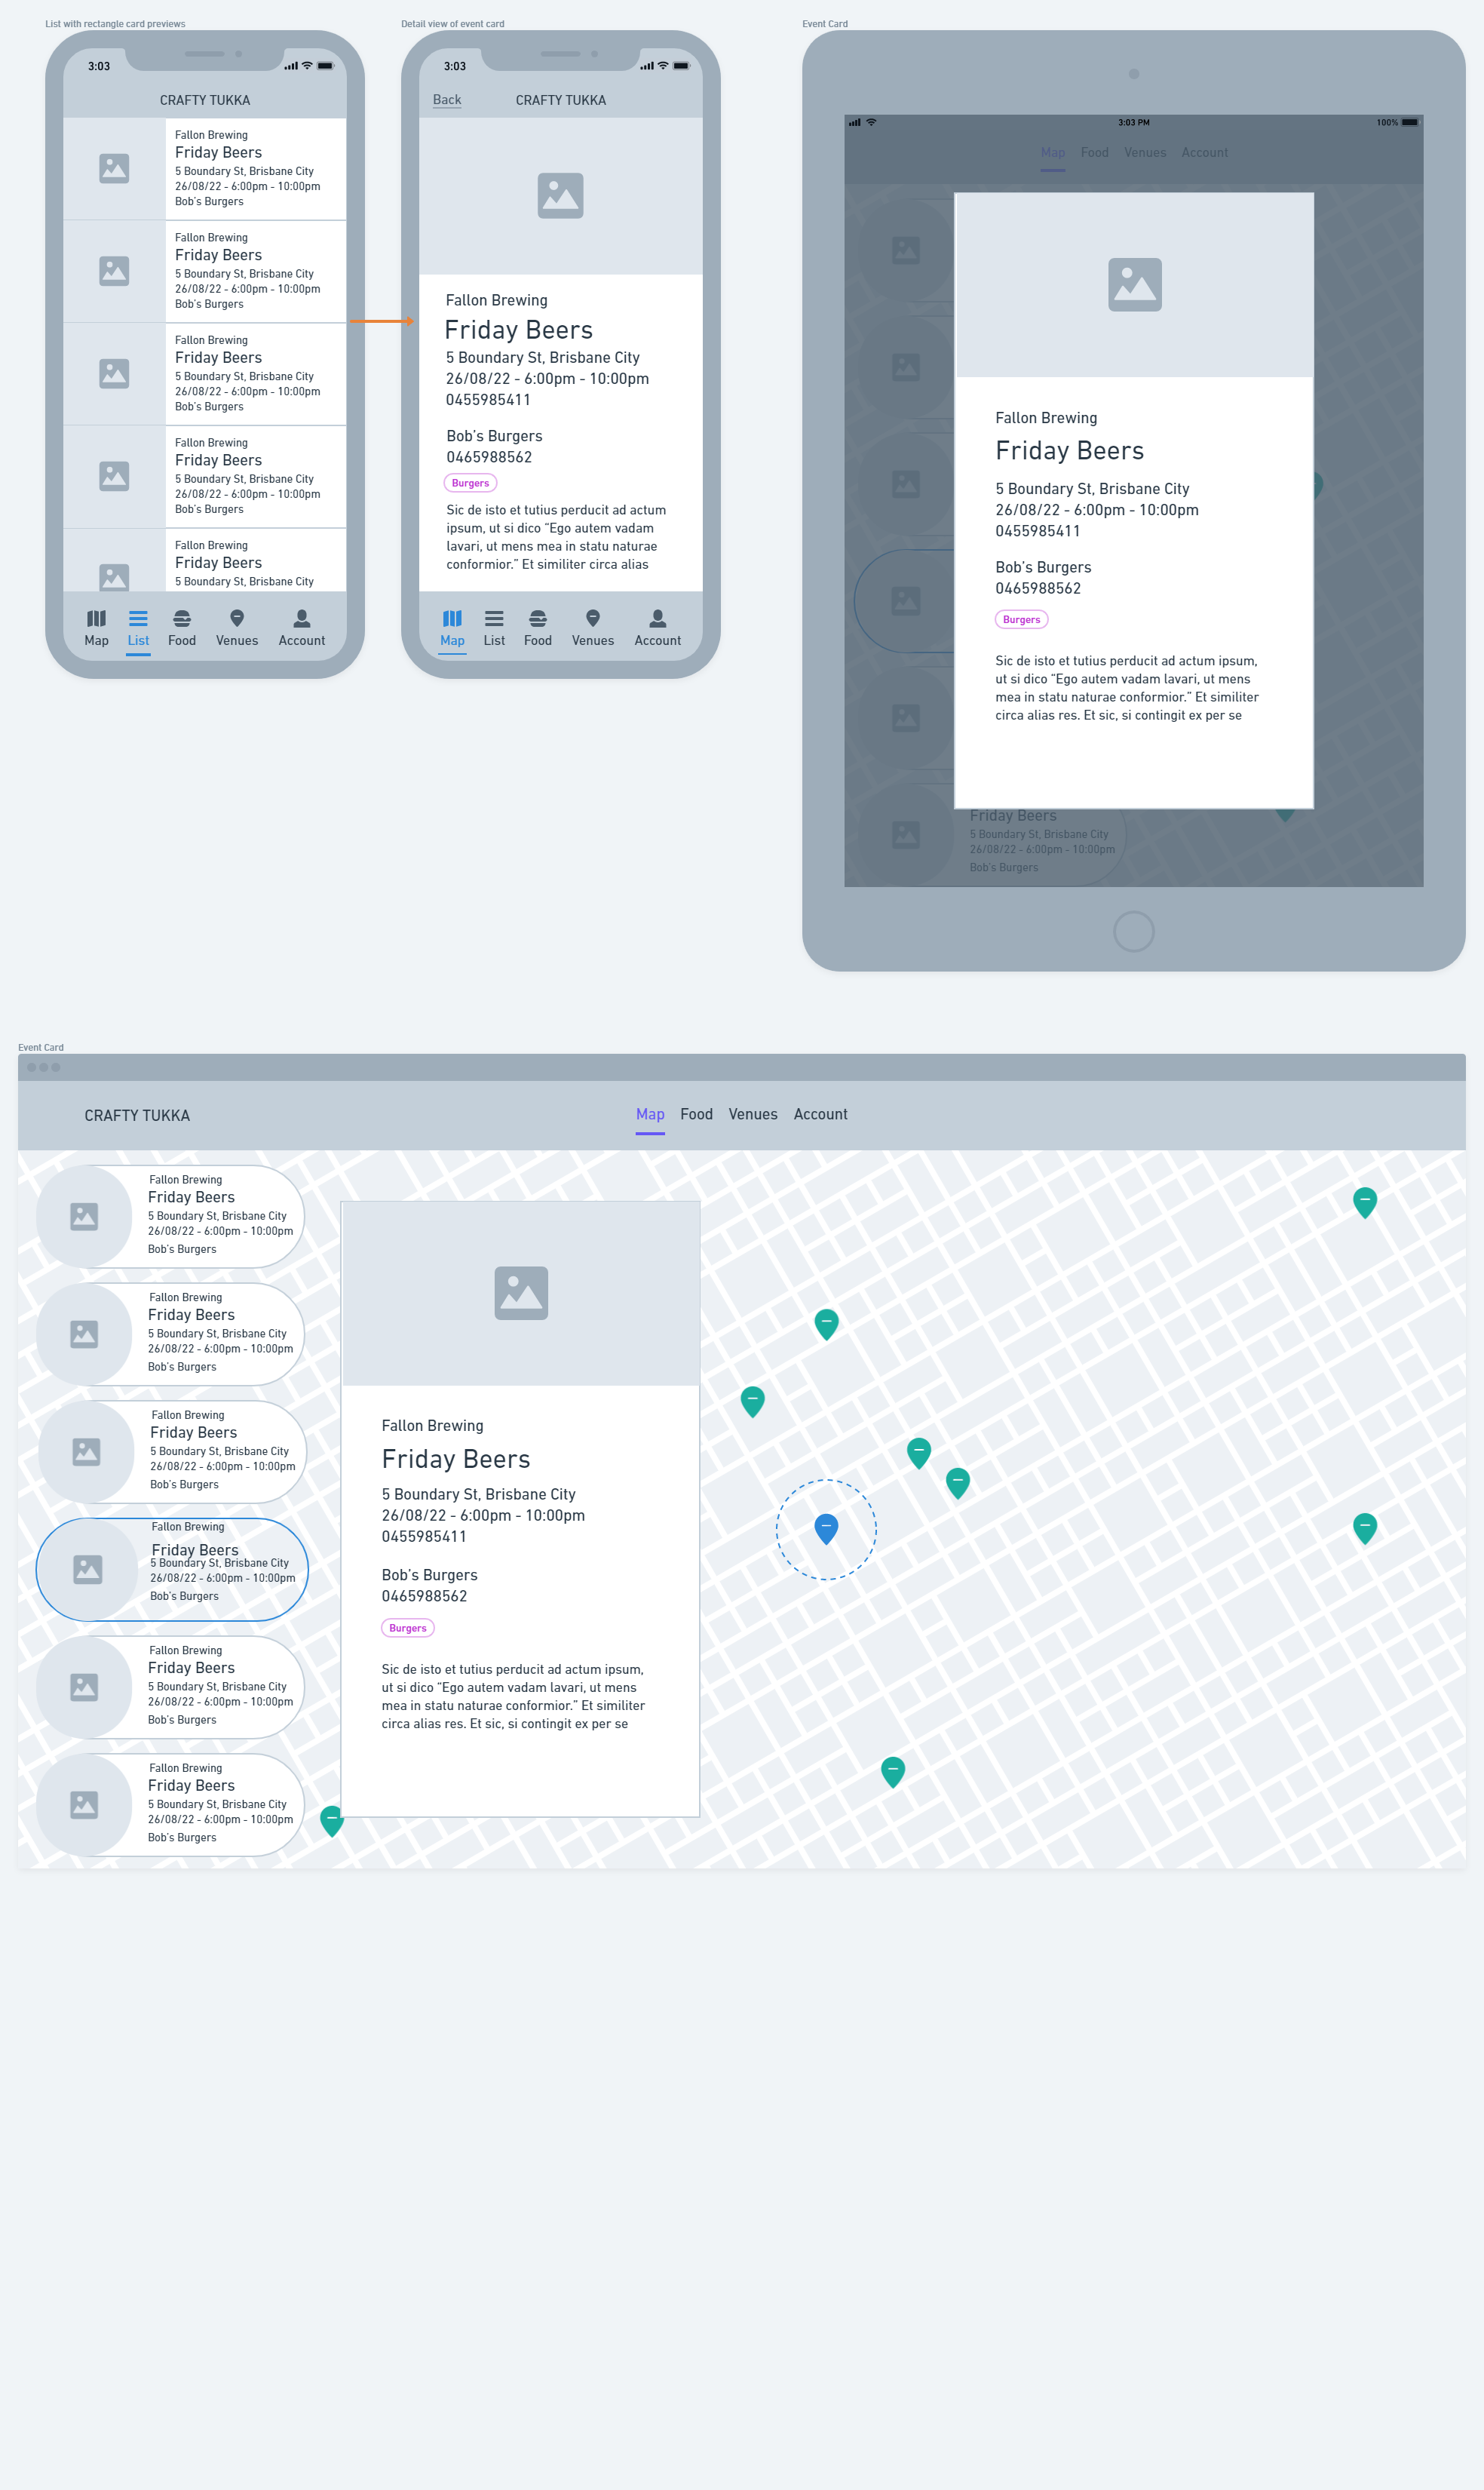 List with rectangle card previews
3:03
CRAFTY TUKKA
Fallon Brewing
Friday Beers
5 Boundary St, Brisbane City
26/08/22 - 6:00pm - 10:00pm
Bob's Burgers
Fallon Brewing
Friday Beers
5 Boundary St, Brisbane City
26/08/22 - 6:00pm - 10:00pm
Bob's Burgers
Fallon Brewing
Friday Beers
5 Boundary St, Brisbane City
26/08/22 - 6:00pm - 10:00pm
Bob's Burgers
Fallon Brewing
Friday Beers
5 Boundary St, Brisbane City
26/08/22 - 6:00pm - 10:00pm
Bob's Burgers
Fallon Brewing
Friday Beers
5 Boundary St, Brisbane City
Map List Food Venues Account
Detail view of event card
3:03
Back CRAFTY TUKKA
Fallon Brewing
Friday Beers
5 Boundary St, Brisbane City
26/08/22 - 6:00pm - 10:00pm
0455985411
Bob's Burgers
0465988562
Burgers
Sic de isto et tutius perducit ad actum
ipsum, ut si dico “Ego autem vadam
lavari, ut mens mea in statu naturae
conformior.” Et similiter circa alias
Map List Food Venues Account
Event Card
3:03 PM 100%
Map Food Venues Account
Fallon Brewing
Friday Beers
5 Boundary St, Brisbane City
26/08/22 - 6:00pm - 10:00pm
0455985411
Bob's Burgers
0465988562
Burgers
Sic de isto et tutius perducit ad actum ipsum,
ut si dico “Ego autem vadam lavari, ut mens
mea in statu naturae conformior.” Et similiter
circa alias res. Et sic, si contingit ex per se
Friday Beers
5 Boundary St, Brisbane City
26/08/22 - 6:00pm - 10:00pm
Bob's Burgers
Event Card
CRAFTY TUKKA Map Food Venues Account
Fallon Brewing
Friday Beers
5 Boundary St, Brisbane City
26/08/22 - 6:00pm - 10:00pm
Bob's Burgers
Fallon Brewing
Friday Beers
5 Boundary St, Brisbane City
26/08/22 - 6:00pm - 10:00pm
Bob's Burgers
Fallon Brewing
Friday Beers
5 Boundary St, Brisbane City
26/08/22 - 6:00pm - 10:00pm
Bob's Burgers
Fallon Brewing
Friday Beers
5 Boundary St, Brisbane City
26/08/22 - 6:00pm - 10:00pm
Bob's Burgers
Fallon Brewing
Friday Beers
5 Boundary St, Brisbane City
26/08/22 - 6:00pm - 10:00pm
Bob's Burgers
Fallon Brewing
Friday Beers
5 Boundary St, Brisbane City
26/08/22 - 6:00pm - 10:00pm
Bob's Burgers
Fallon Brewing
Friday Beers
5 Boundary St, Brisbane City
26/08/22 - 6:00pm - 10:00pm
0455985411
Bob's Burgers
0465988562
Burgers
Sic de isto et tutius perducit ad actum ipsum,
ut si dico “Ego autem vadam lavari, ut mens
mea in statu naturae conformior.” Et similiter
circa alias res. Et sic, si contingit ex per se